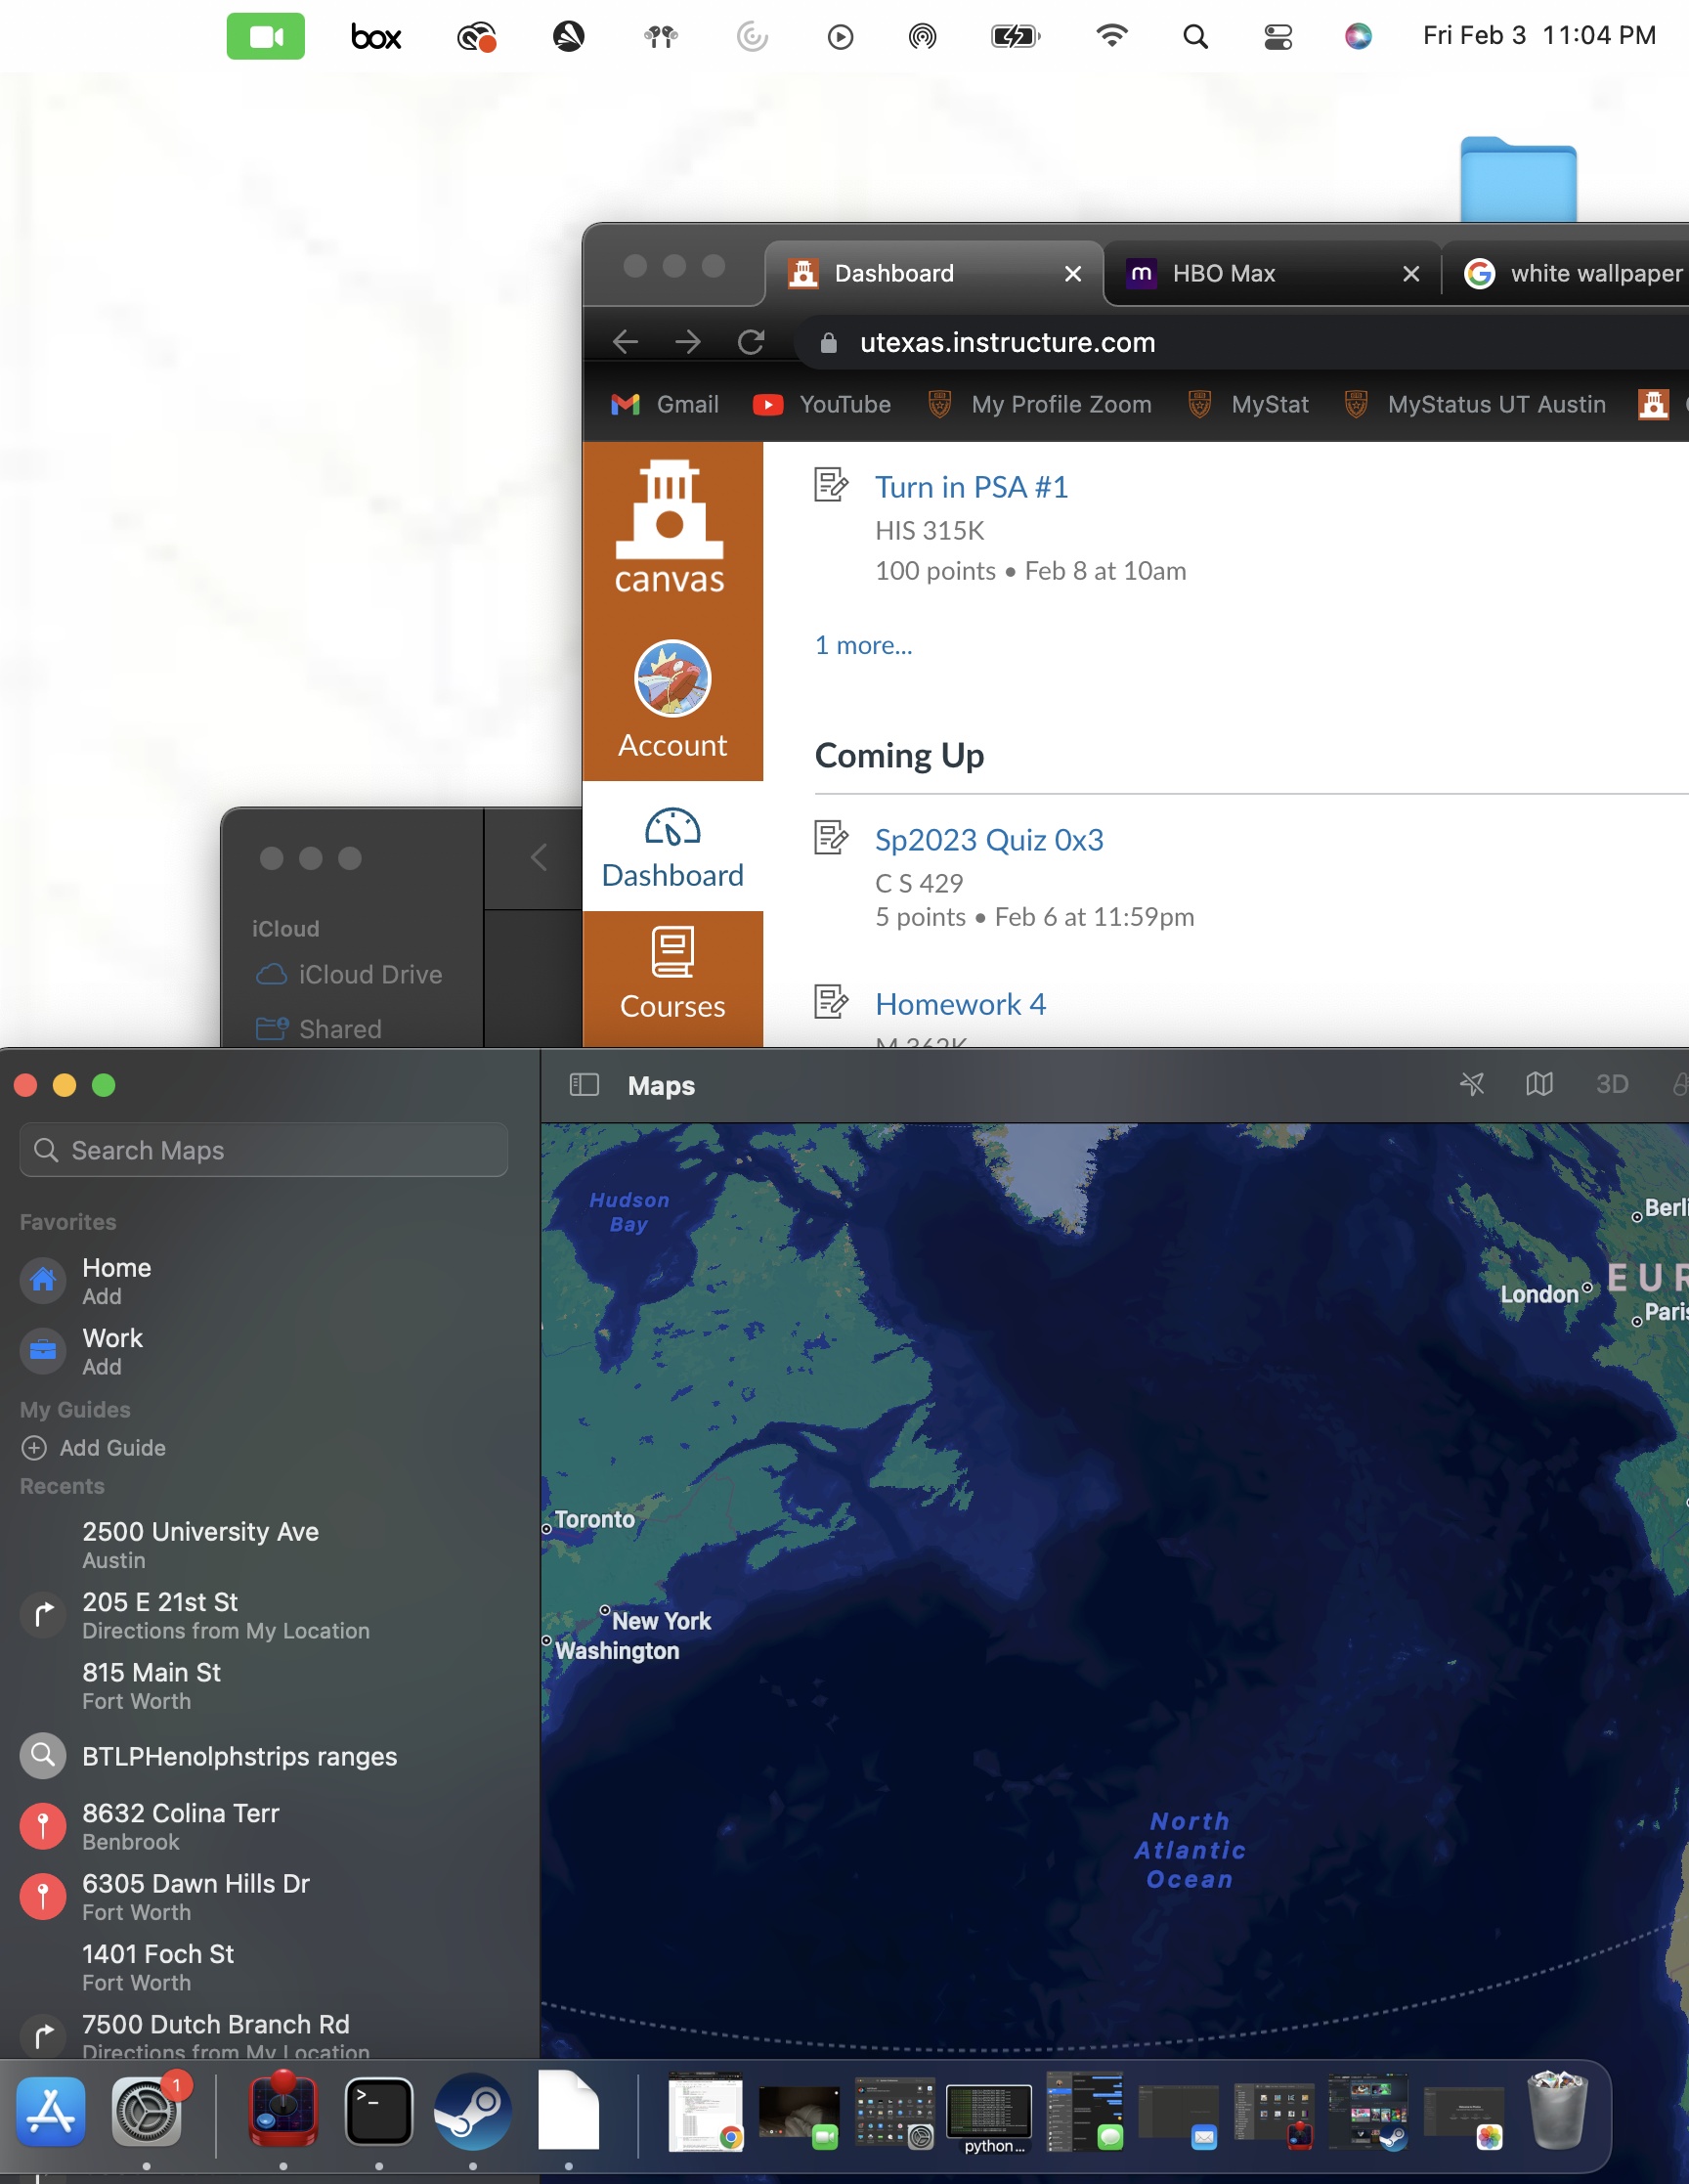 box
Fri Feb 3 11:04 PM
Dashboard
HBO Max
white wallpaper
utexas.instructure.com
Gmail
YouTube
My Profile Zoom
MyStat
MyStatus UT Austin
canvas
Account
Dashboard
Courses
Turn in PSA #1
HIS 315K
100 points • Feb 8 at 10am
1 more...
Coming Up
Sp2023 Quiz 0x3
C S 429
5 points • Feb 6 at 11:59pm
Homework 4
M 362K
iCloud
iCloud Drive
Shared
Maps
3D
Search Maps
Favorites
Home
Add
Work
Add
My Guides
Add Guide
Recents
2500 University Ave
Austin
205 E 21st St
Directions from My Location
815 Main St
Fort Worth
BTLPHenolphstrips ranges
8632 Colina Terr
Benbrook
6305 Dawn Hills Dr
Fort Worth
1401 Foch St
Fort Worth
7500 Dutch Branch Rd
Directions from My Location
Hudson
Bay
Berli
London
EUR
Paris
Toronto
New York
Washington
North
Atlantic
Ocean
1
>_
python ...